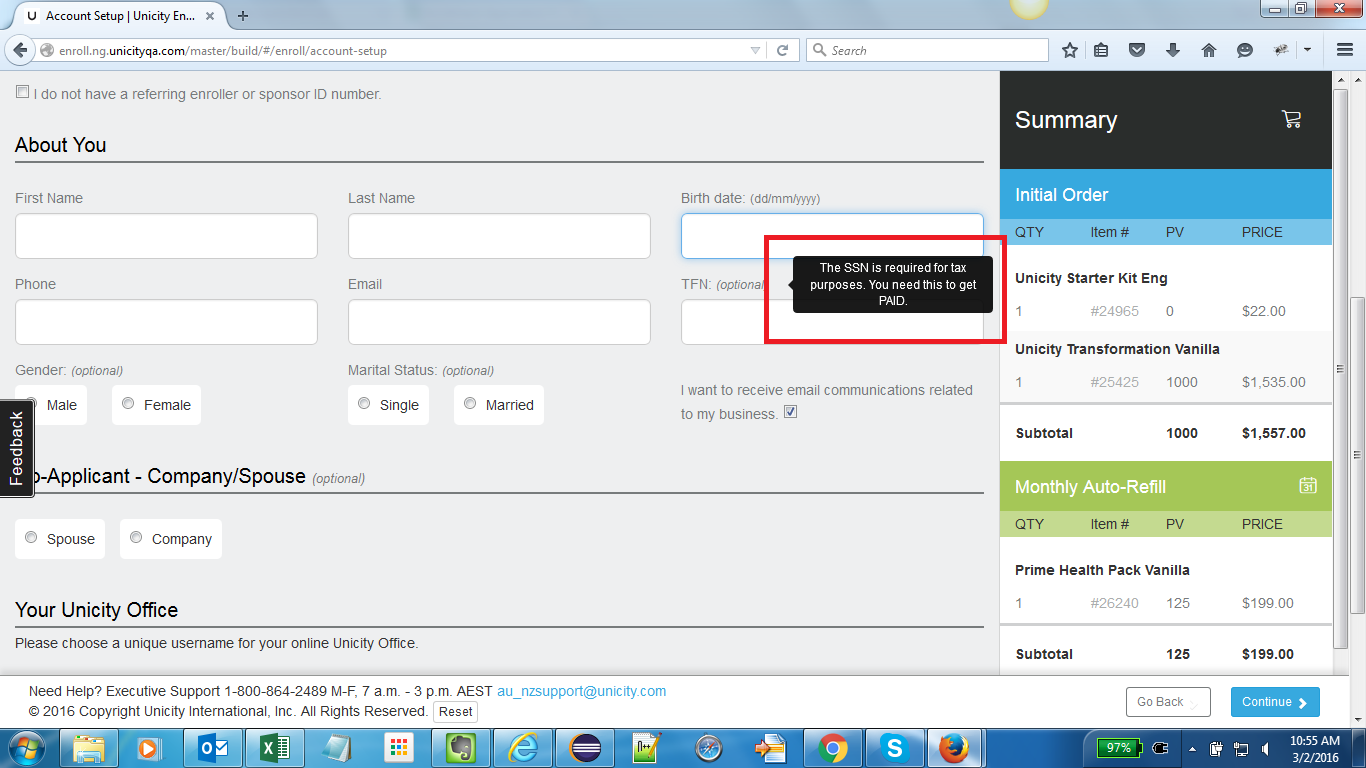 Account Setup | Unicity En...
enroll.ng.unicityqa.com/master/build/#/enroll/account-setup
Search
I do not have a referring enroller or sponsor ID number.
About You
First Name
Last Name
Birth date: (dd/mm/yyyy)
Phone
Email
TFN: (optional
The SSN is required for tax
purposes. You need this to get
PAID.
Gender: (optional)
Male
Female
Marital Status: (optional)
Single
Married
I want to receive email communications related
to my business.
Feedback
o-Applicant - Company/Spouse (optional)
Spouse
Company
Your Unicity Office
Please choose a unique username for your online Unicity Office.
Summary
Initial Order
QTY Item # PV PRICE
Unicity Starter Kit Eng
1 #24965 0 $22.00
Unicity Transformation Vanilla
1 #25425 1000 $1,535.00
Subtotal 1000 $1,557.00
Monthly Auto-Refill
31
QTY Item # PV PRICE
Prime Health Pack Vanilla
1 #26240 125 $199.00
Subtotal 125 $199.00
Need Help? Executive Support 1-800-864-2489 M-F, 7 a.m. - 3 p.m. AEST au_nzsupport@unicity.com
© 2016 Copyright Unicity International, Inc. All Rights Reserved. Reset
Go Back
Continue
97%
10:55 AM
3/2/2016